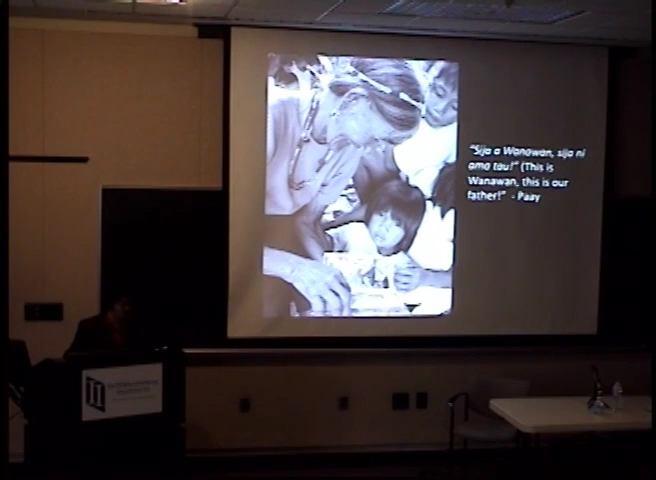 "Sija a Wanawan, sija ni
ama tau!" (This is
Wanawan, this is our
father!" - Paay